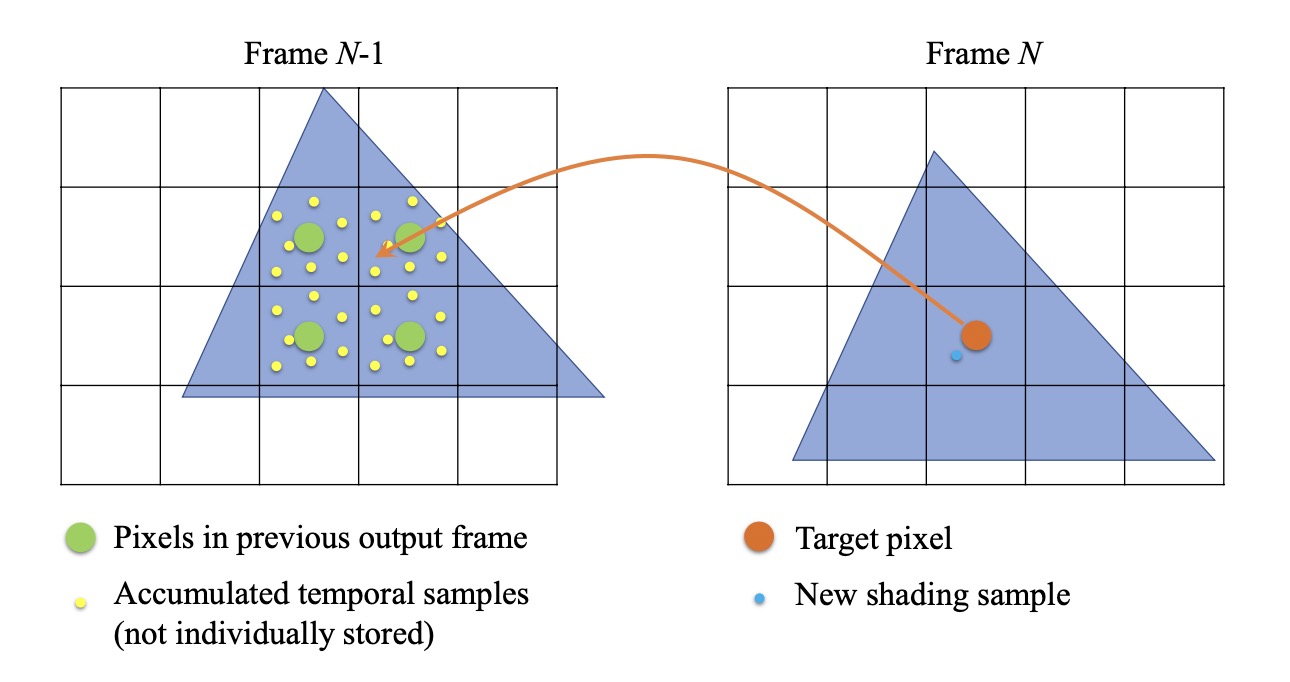 Frame N-1
Frame N
Pixels in previous output frame
Accumulated temporal samples
(not individually stored)
Target pixel
New shading sample